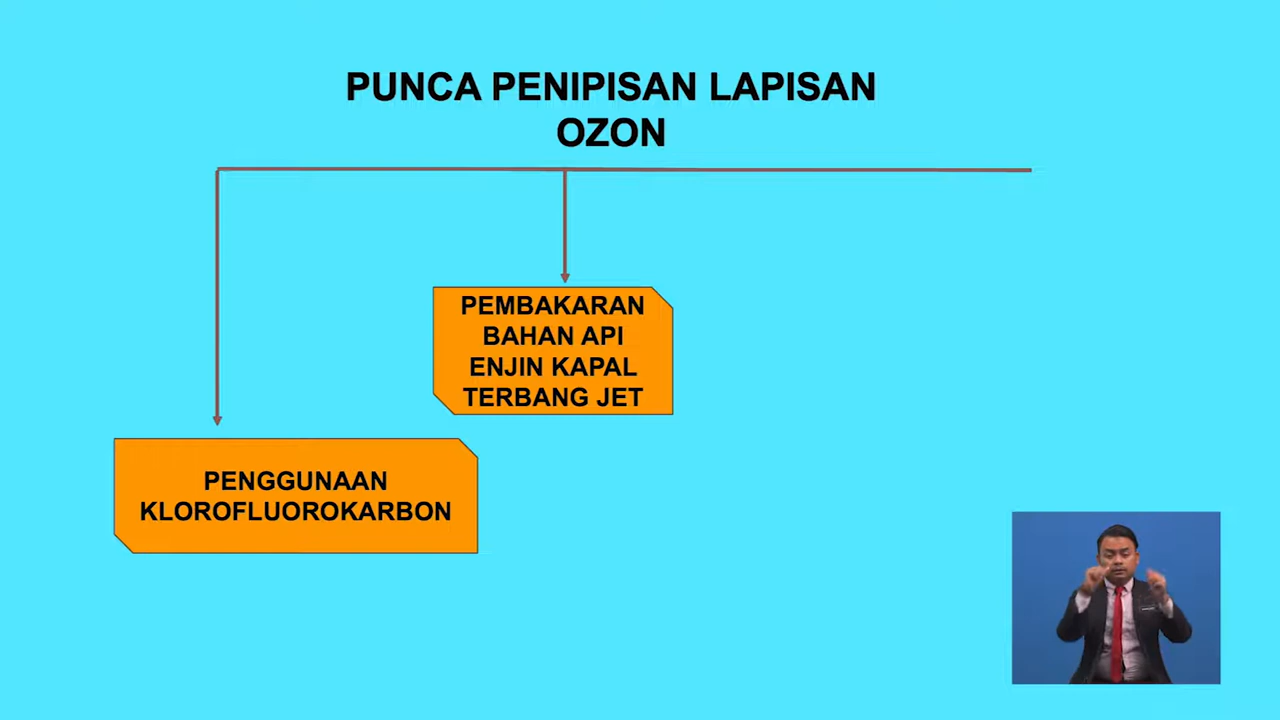 PUNCA PENIPISAN LAPISAN
OZON
PEMBAKARAN
BAHAN API
ENJIN KAPAL
TERBANG JET
PENGGUNAAN
KLOROFLUOROKARBON